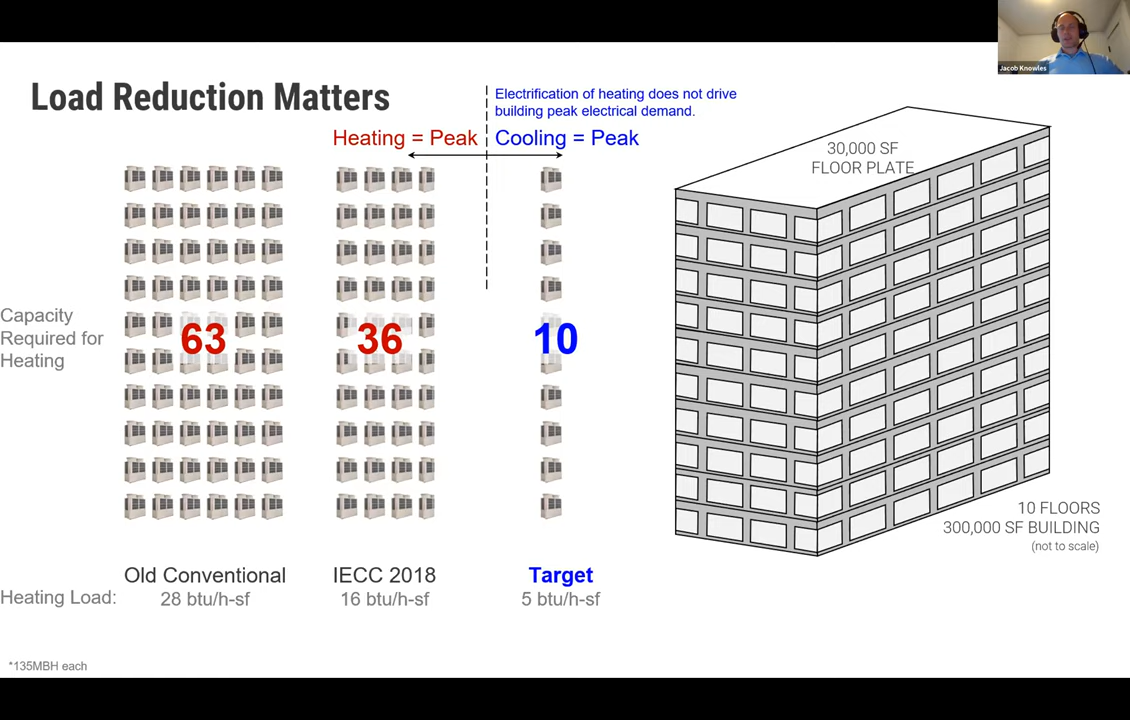 Jacob Knowles
Load Reduction Matters
Electrification of heating does not drive
building peak electrical demand.
Heating = Peak
Cooling = Peak
30,000 SF
FLOOR PLATE
Capacity
Required for
Heating
63
36
10
10 FLOORS
300,000 SF BUILDING
(not to scale)
Old Conventional
IECC 2018
Target
Heating Load:
28 btu/h-sf
16 btu/h-sf
5 btu/h-sf
*135MBH each